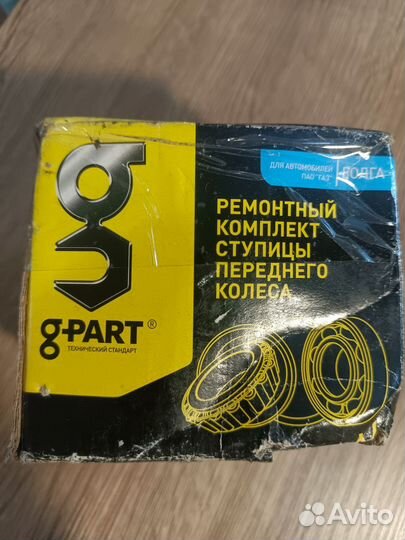 ДЛЯ АВТОМОБИЛЕЙ
ПАО "ГАЗ"
ВОЛГА
РЕМОНТНЫЙ
КОМПЛЕКТ
СТУПИЦЫ
ПЕРЕДНЕГО
КОЛЕСА
g-PART®
ТЕХНИЧЕСКИЙ СТАНДАРТ
Avito